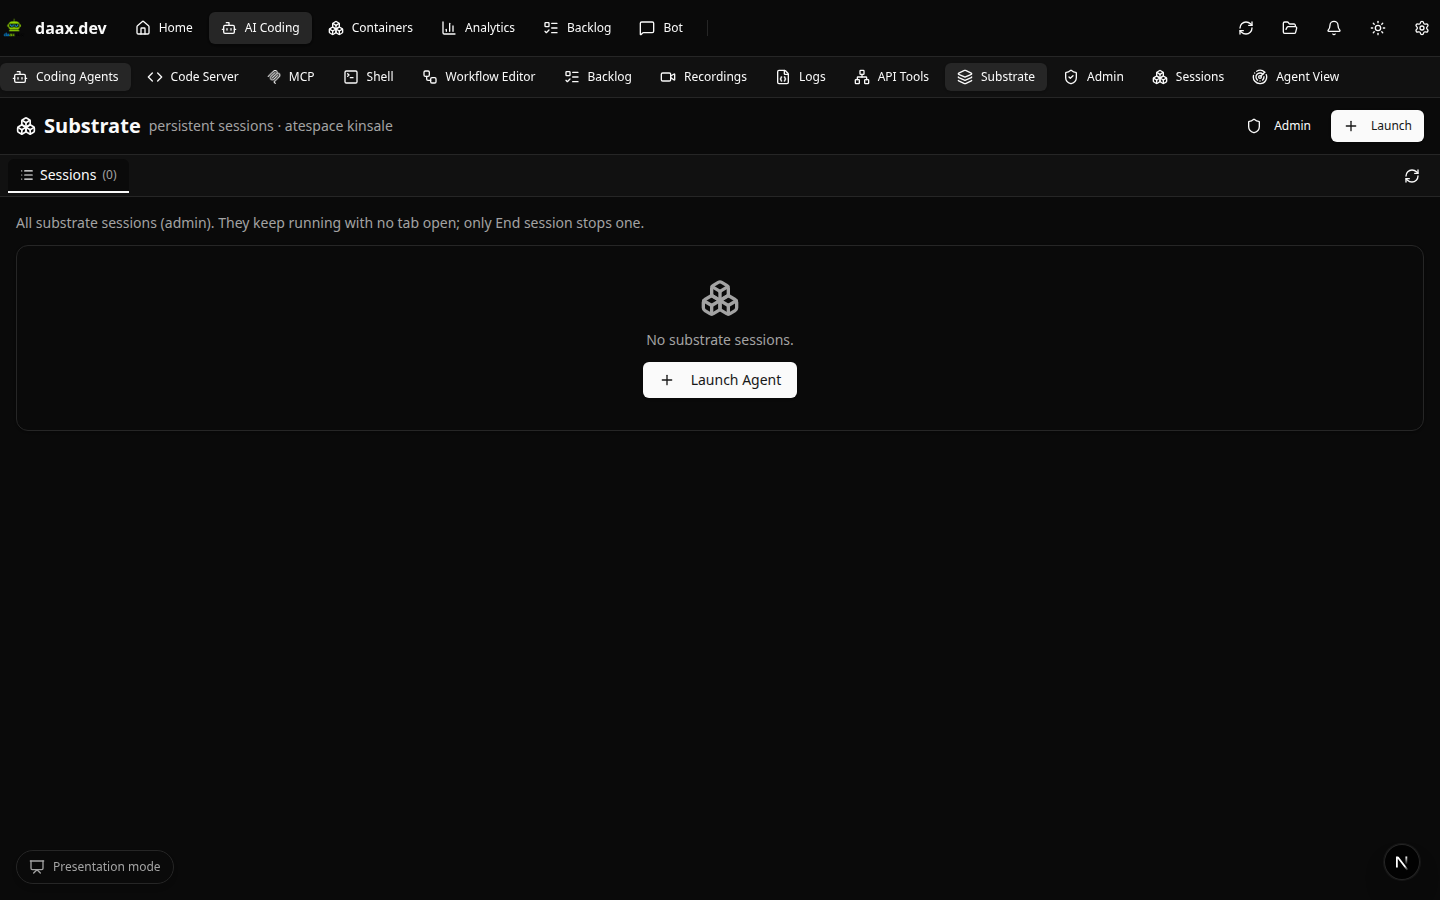 daax.dev Home AI Coding Containers Analytics Backlog Bot
Coding Agents Code Server MCP Shell Workflow Editor Backlog Recordings Logs API Tools Substrate Admin Sessions Agent View
Substrate persistent sessions · atespace kinsale Admin Launch
Sessions (0)
All substrate sessions (admin). They keep running with no tab open; only End session stops one.
No substrate sessions.
Launch Agent
Presentation mode
N